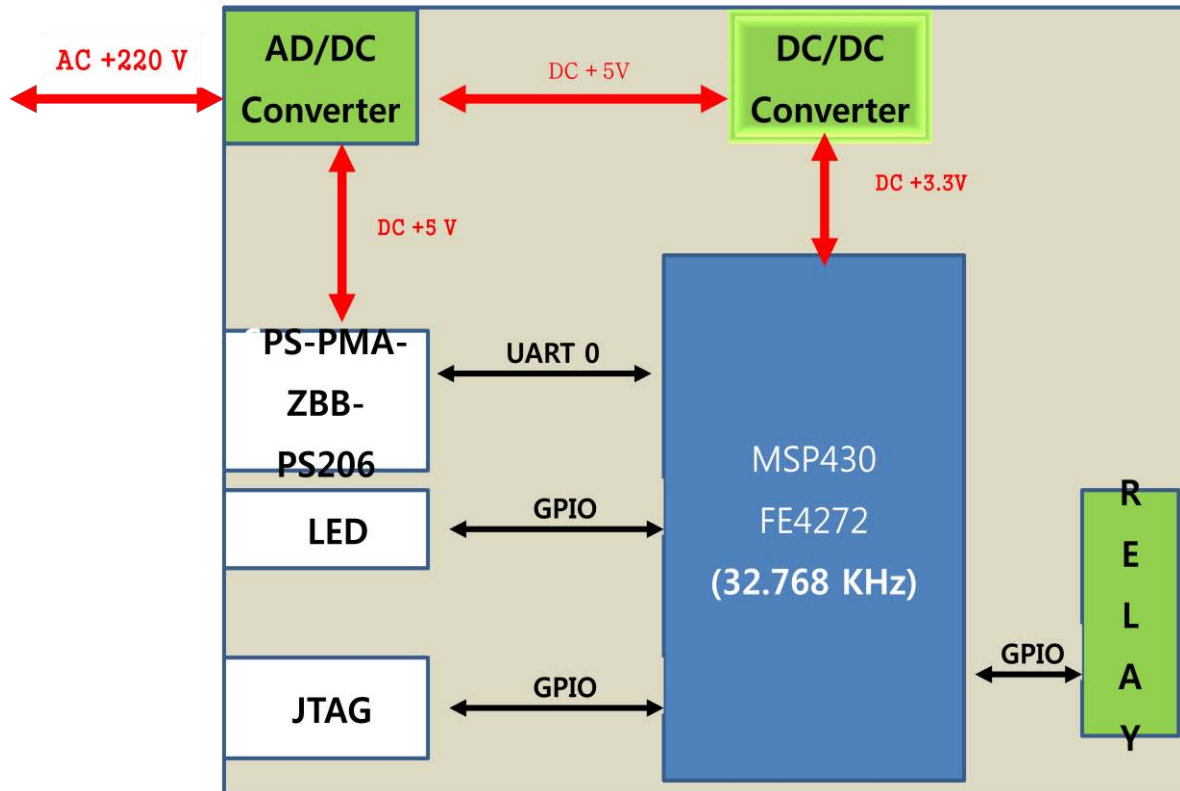 AC +220 V
AD/DC
Converter
DC + 5V
DC/DC
Converter
DC +5 V
DC +3.3V
PS-PMA-
ZBB-
PS206
UART 0
MSP430
FE4272
(32.768 KHz)
LED
GPIO
JTAG
GPIO
GPIO
R
E
L
A
Y